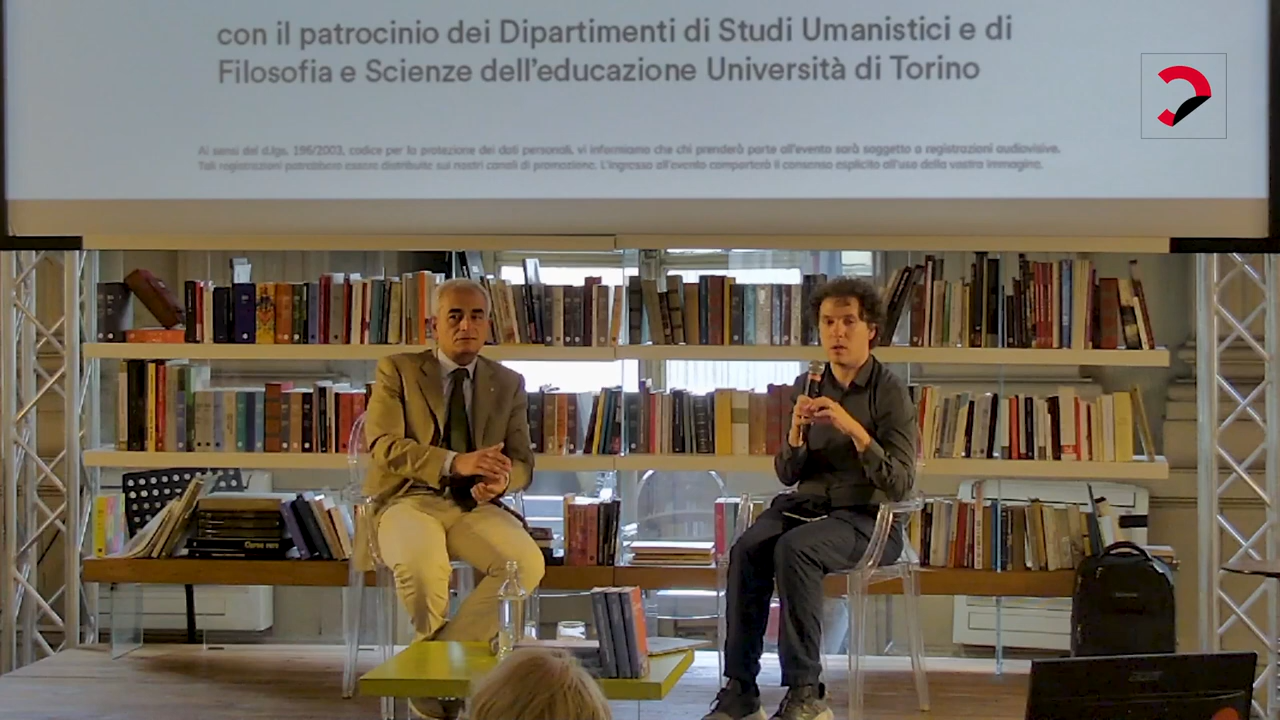 con il patrocinio dei Dipartimenti di Studi Umanistici e di
Filosofia e Scienze dell'educazione Università di Torino
Ai sensi del d.lgs. 196/2003, codice per la protezione dei dati personali, vi informiamo che chi prenderà parte all'evento sarà soggetto a registrazioni audiovisive.
Tali registrazioni potrebbero essere distribuite sui nostri canali di promozione. L'ingresso all'evento comporterà il consenso esplicito all'uso della vostra immagine.